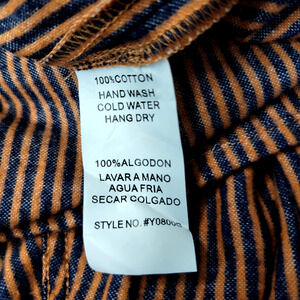 100%COTTON
HAND WASH
COLD WATER
HANG DRY
100%ALGODON
LAVAR A MANO
AGUA FRIA
SECAR COLGADO
STYLE NO.